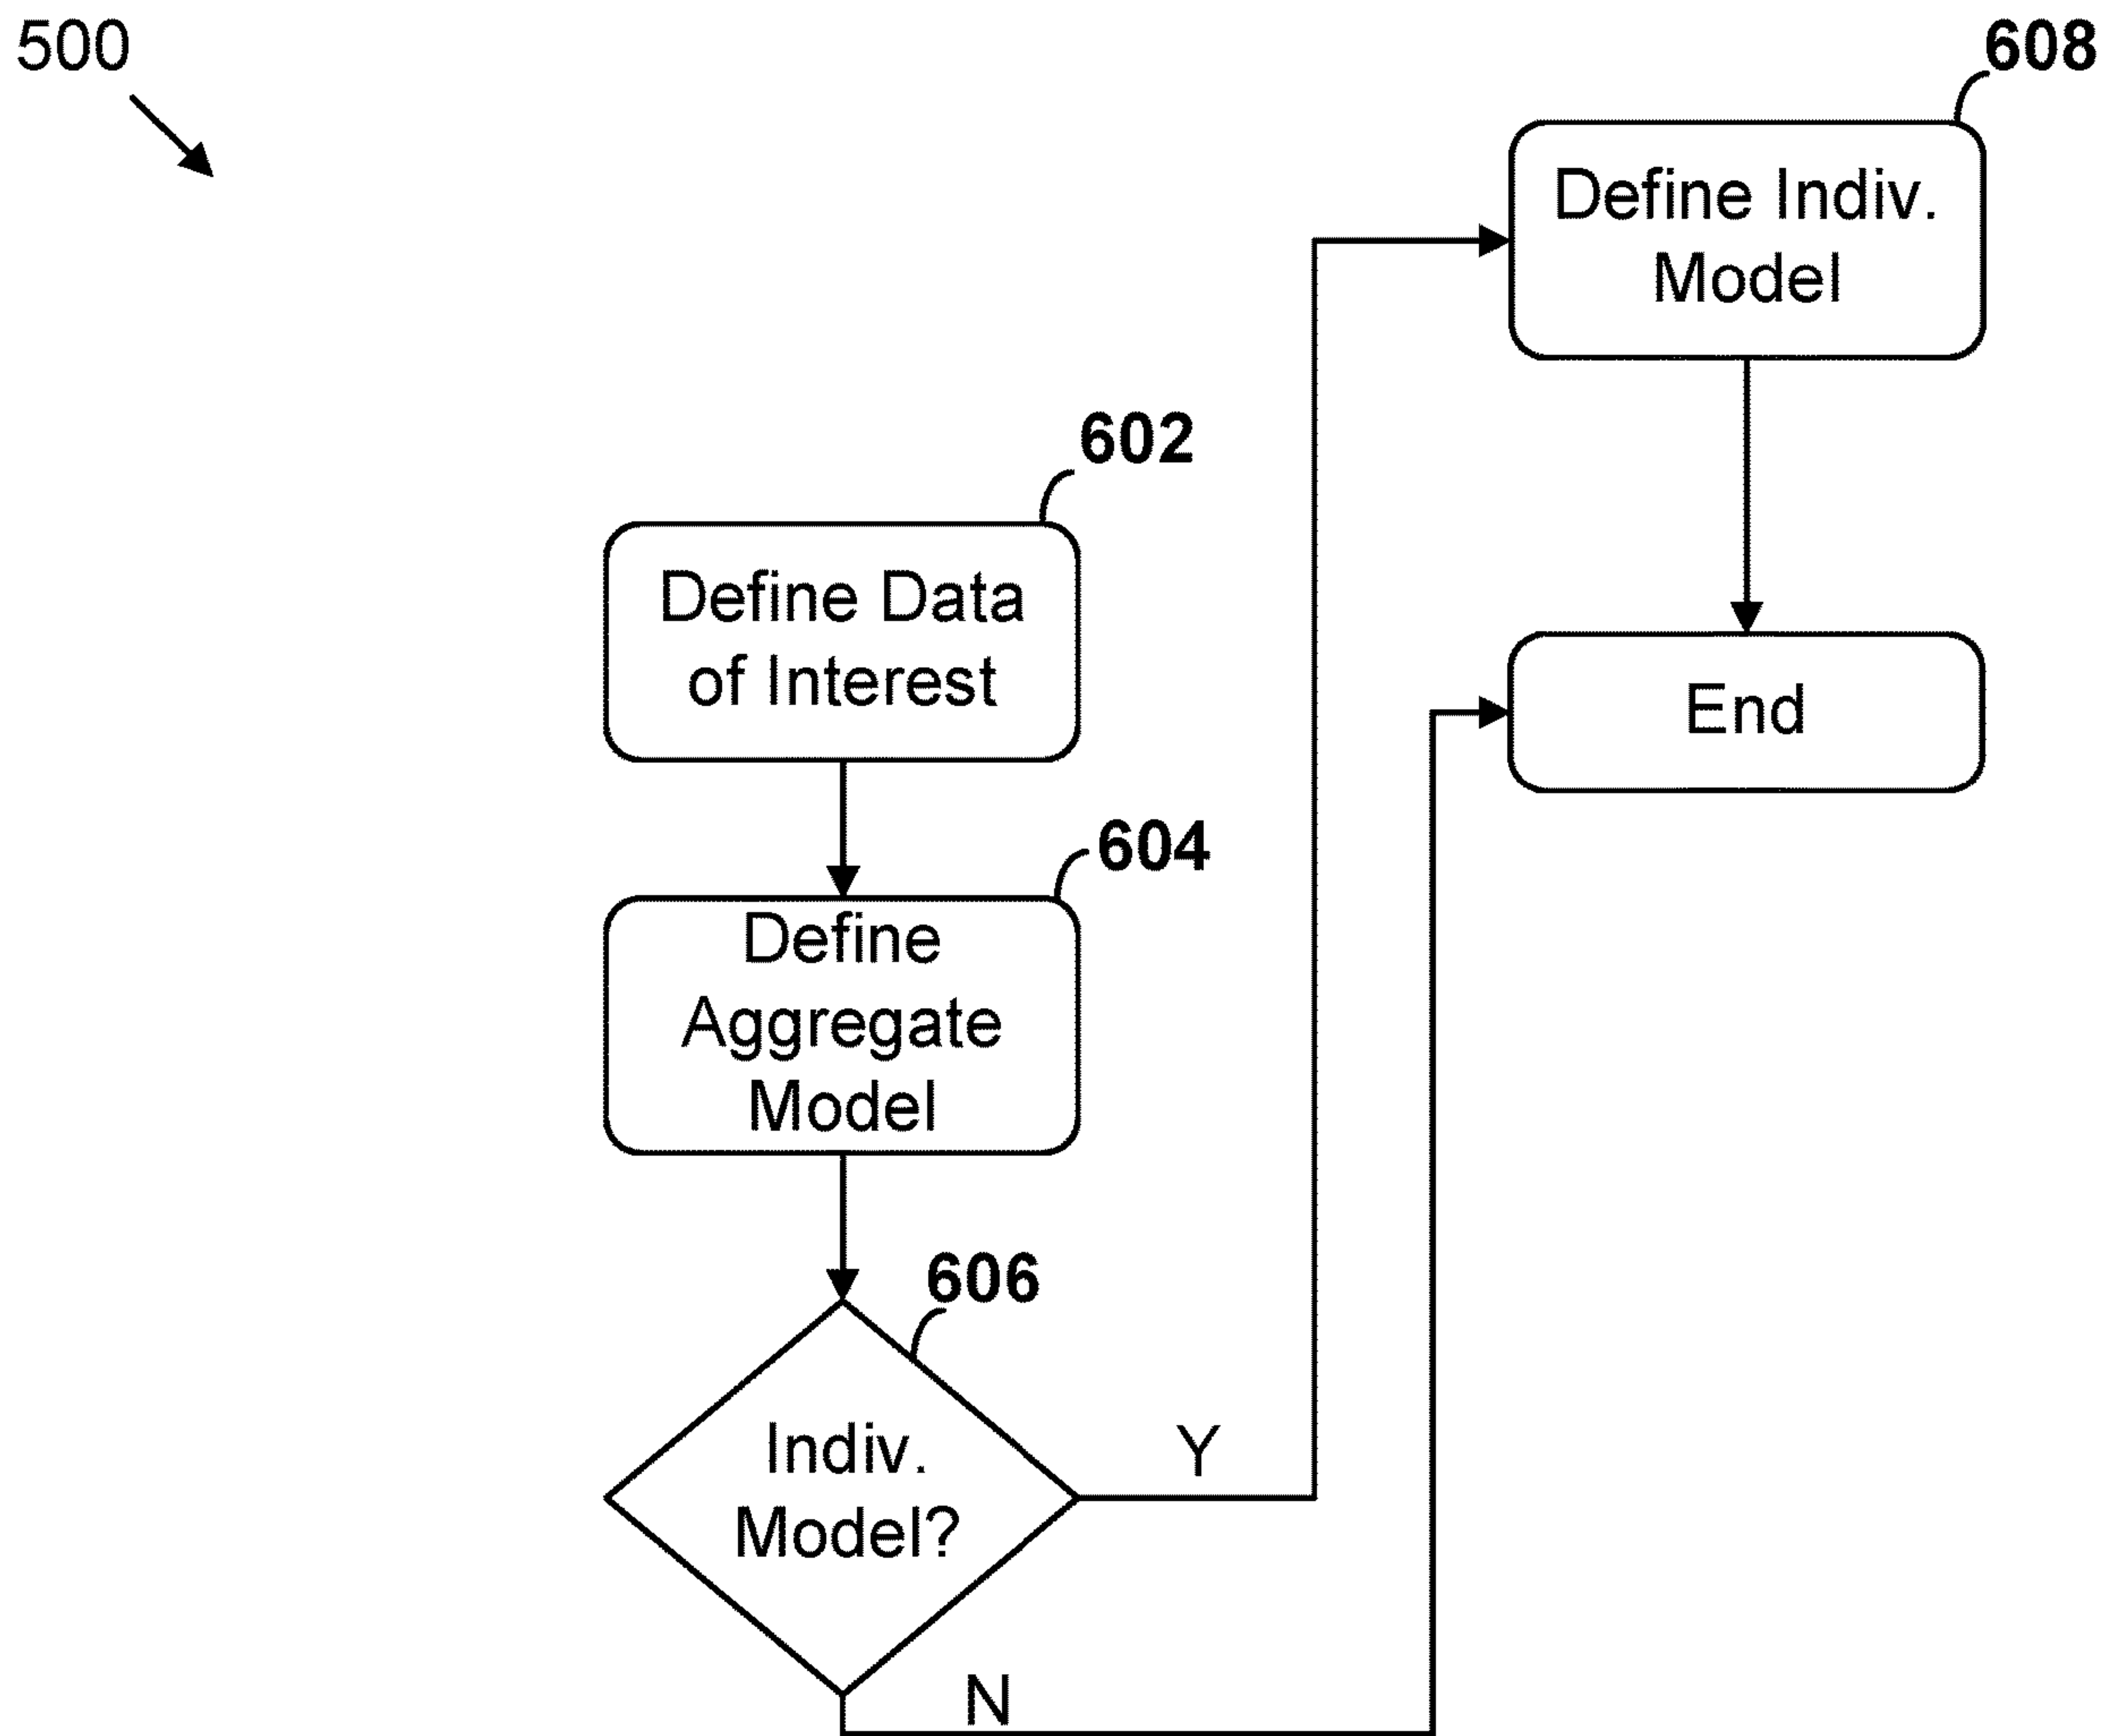 500
602
Define Data
of Interest
604
Define
Aggregate
Model
606
Indiv.
Model?
Y
N
608
Define Indiv.
Model
End